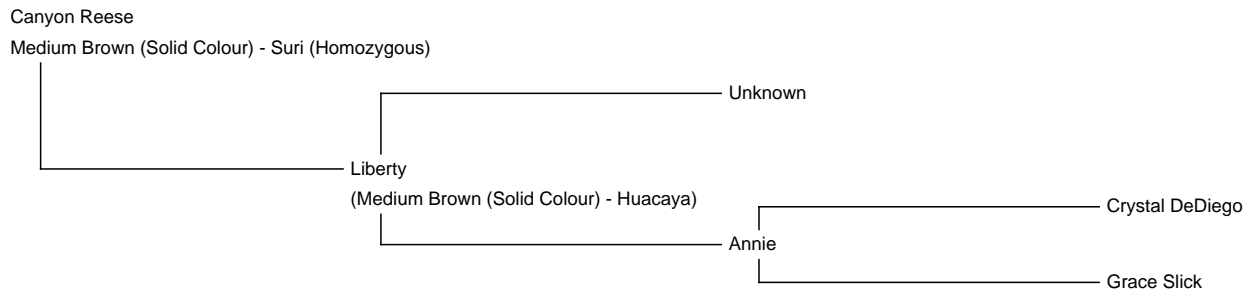 Canyon Reese
Medium Brown (Solid Colour) - Suri (Homozygous)
Unknown
Liberty
(Medium Brown (Solid Colour) - Huacaya)
Crystal DeDiego
Annie
Grace Slick